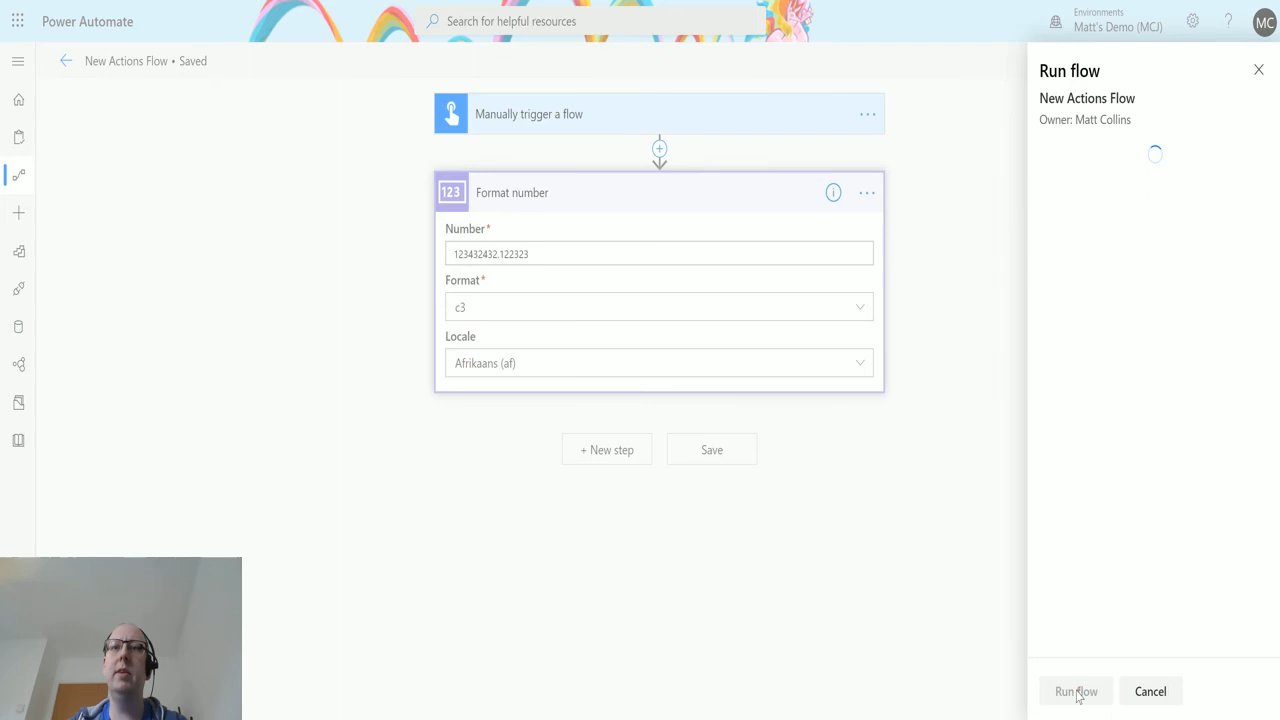 Power Automate
Search for helpful resources
Environments
Matt's Demo (MCJ)
MC
New Actions Flow • Saved
Manually trigger a flow
123
Format number
Number*
123432432.122323
Format*
c3
Locale
Afrikaans (af)
+ New step
Save
Run flow
New Actions Flow
Owner: Matt Collins
Run flow
Cancel